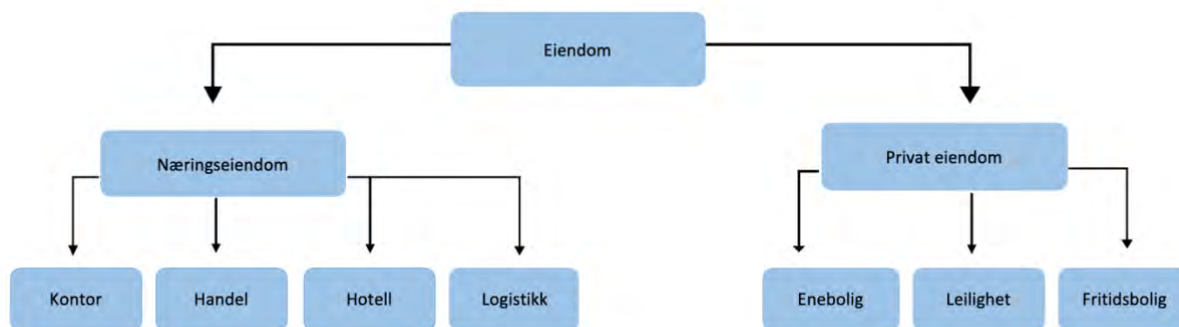 Eiendom
Næringseiendom
Privat eiendom
Kontor
Handel
Hotell
Logistikk
Enebolig
Leilighet
Fritidsbolig